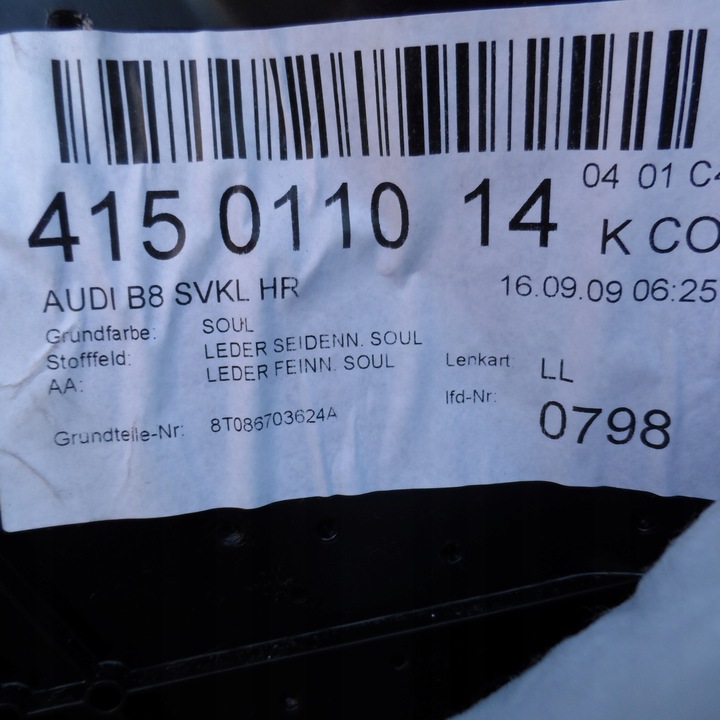 04 01 C4
415 0110 14 K CO
AUDI B8 SVKL HR 16.09.09 06:25
Grundfarbe: SOUL
Stofffeld: LEDER SEIDENN. SOUL
AA: LEDER FEINN. SOUL Lenkart LL
lfd-Nr: 0798
Grundteile-Nr: 8T086703624A